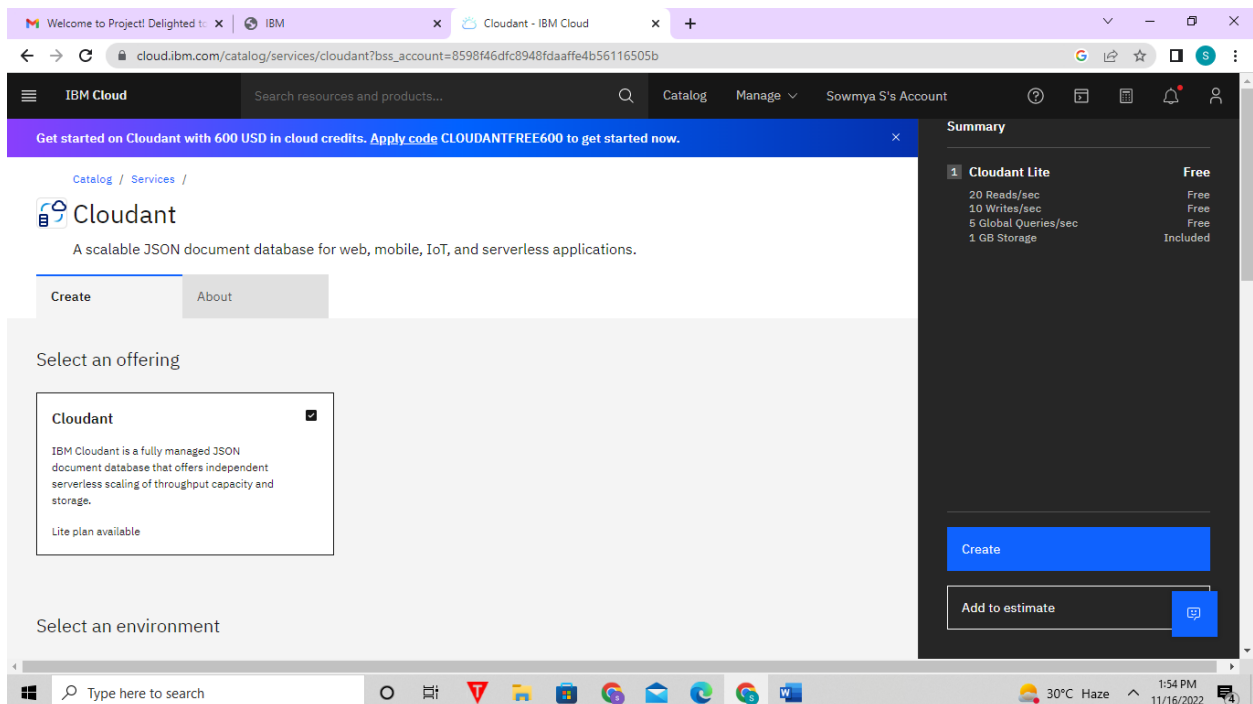 Welcome to Project! Delighted to
IBM
Cloudant - IBM Cloud
cloud.ibm.com/catalog/services/cloudant?bss_account=8598f46dfc8948fdaaffe4b56116505b
S
IBM Cloud
Search resources and products...
Catalog
Manage
Sowmya S's Account
Get started on Cloudant with 600 USD in cloud credits. Apply code CLOUDANTFREE600 to get started now.
Catalog / Services /
Cloudant
A scalable JSON document database for web, mobile, IoT, and serverless applications.
Create
About
Select an offering
Cloudant
IBM Cloudant is a fully managed JSON
document database that offers independent
serverless scaling of throughput capacity and
storage.
Lite plan available
Select an environment
Summary
1 Cloudant Lite Free
20 Reads/sec Free
10 Writes/sec Free
5 Global Queries/sec Free
1 GB Storage Included
Create
Add to estimate
Type here to search
30°C Haze
1:54 PM
11/16/2022
4